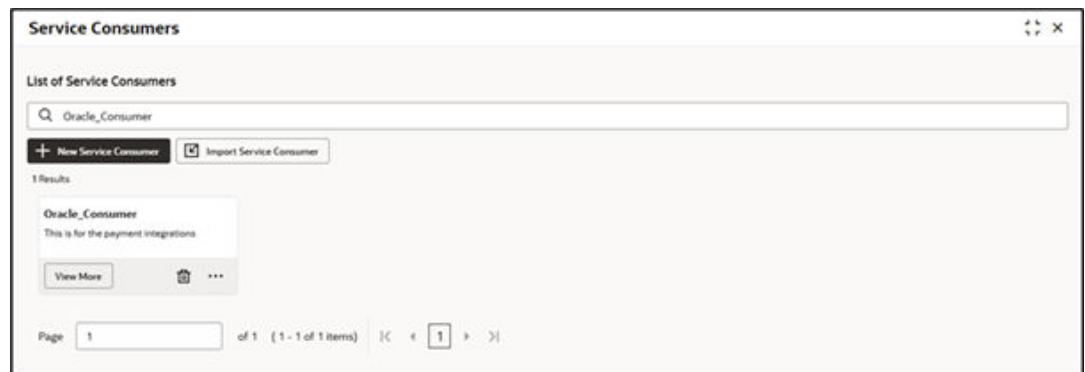 Service Consumers
List of Service Consumers
Oracle_Consumer
New Service Consumer Import Service Consumer
1 Results
Oracle_Consumer
This is for the payment integrations
View More
Page 1 of 1 (1 - 1 of 1 items) 1